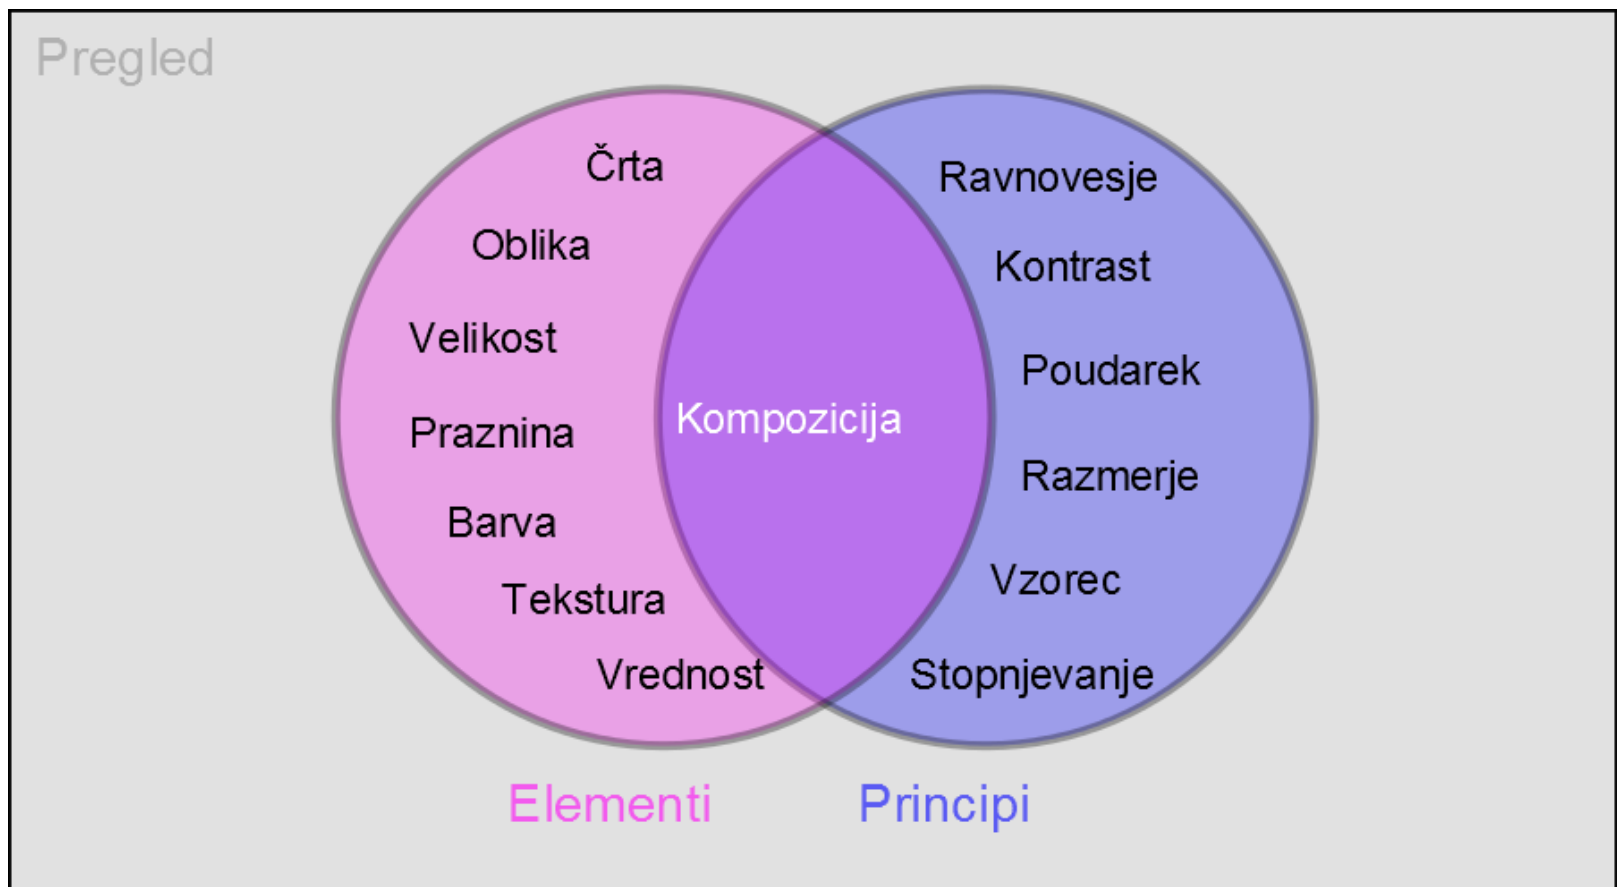 Pregled
Črta
Oblika
Velikost
Praznina
Barva
Tekstura
Vrednost
Kompozicija
Ravnovesje
Kontrast
Poudarek
Razmerje
Vzorec
Stopnjevanje
Elementi
Principi